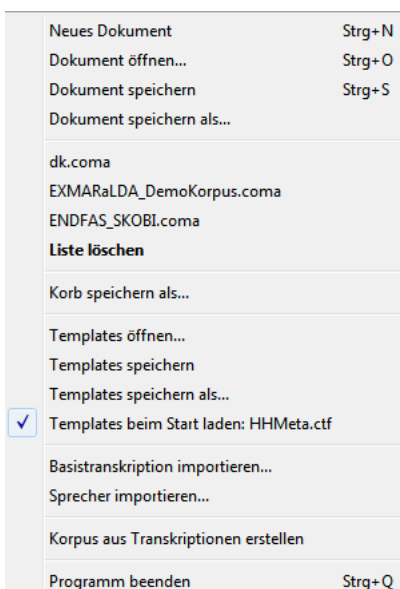 Neues Dokument Strg+N
Dokument öffnen... Strg+O
Dokument speichern Strg+S
Dokument speichern als...
dk.coma
EXMARaLDA_DemoKorpus.coma
ENDFAS_SKOBI.coma
Liste löschen
Korb speichern als...
Templates öffnen...
Templates speichern
Templates speichern als...
Templates beim Start laden: HHMeta.ctf
Basistranskription importieren...
Sprecher importieren...
Korpus aus Transkriptionen erstellen
Programm beenden Strg+Q